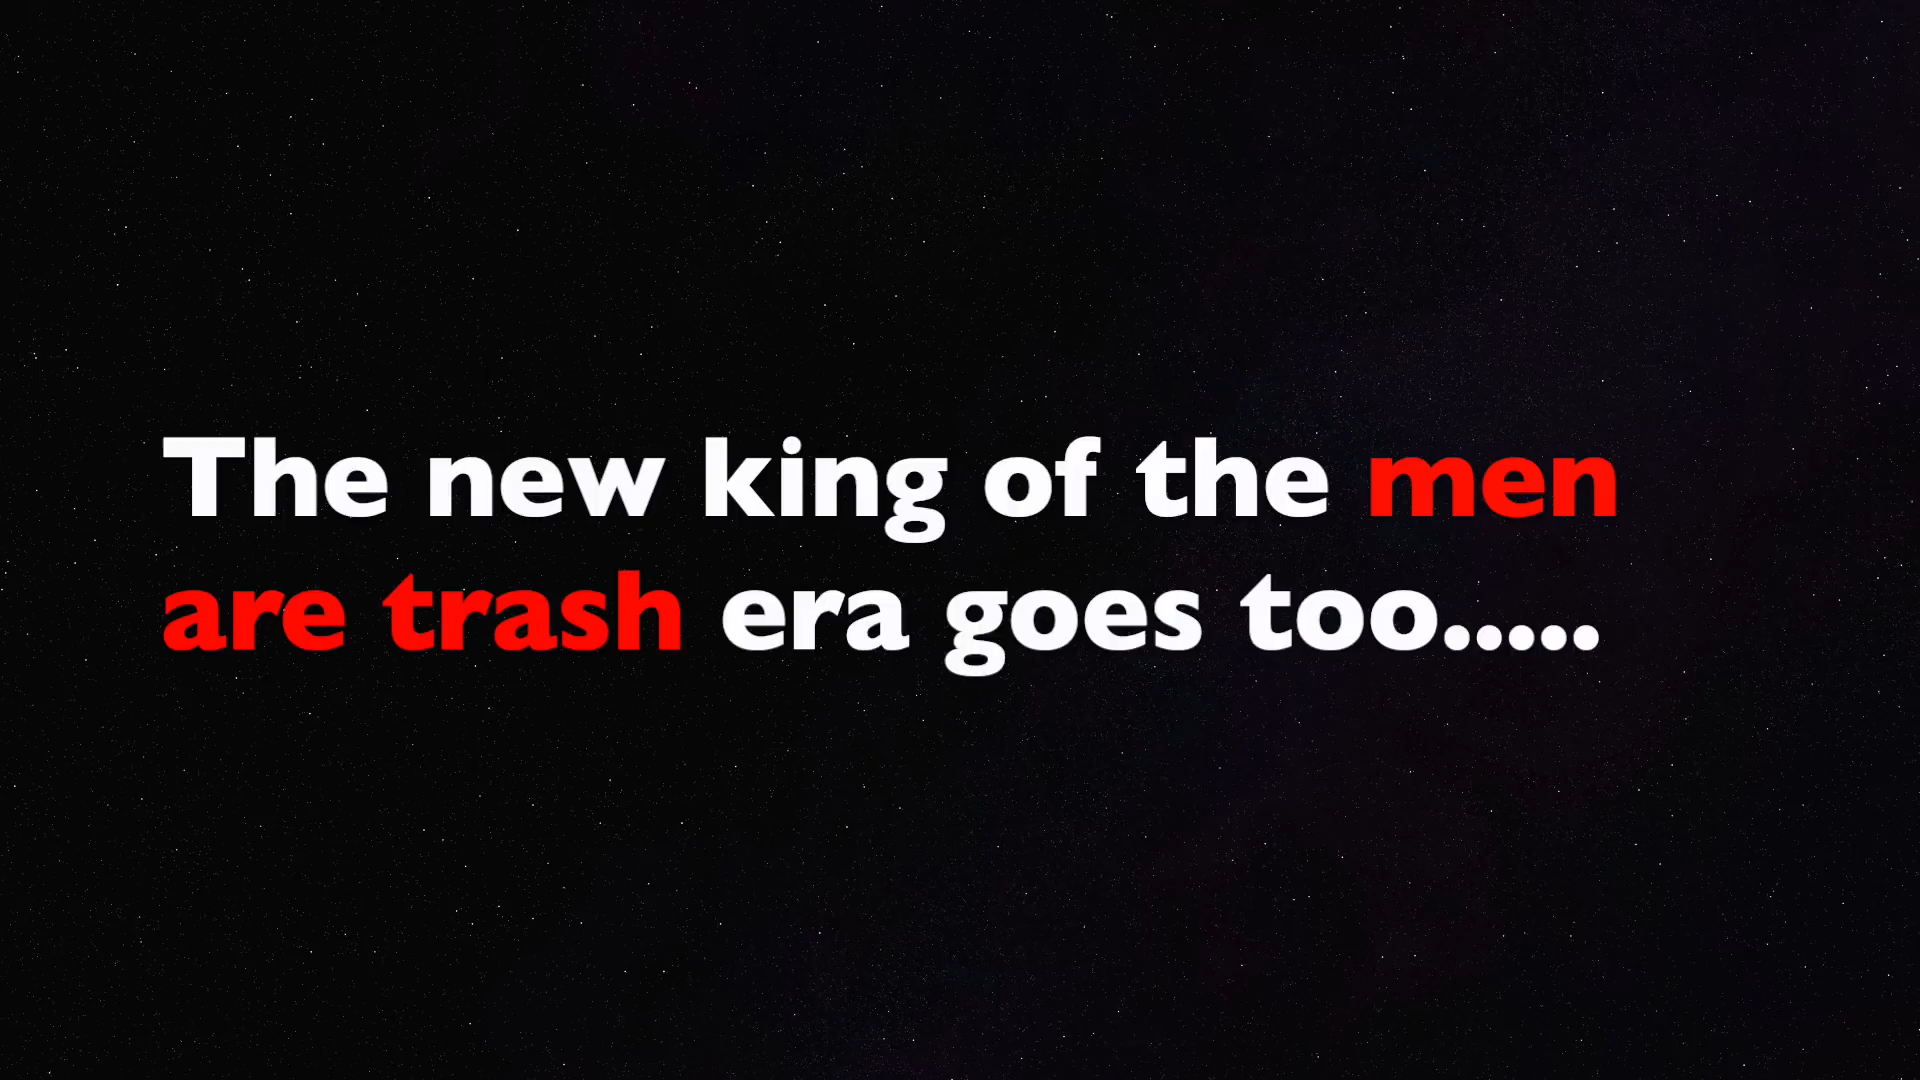 The new king of the men
are trash era goes too.....